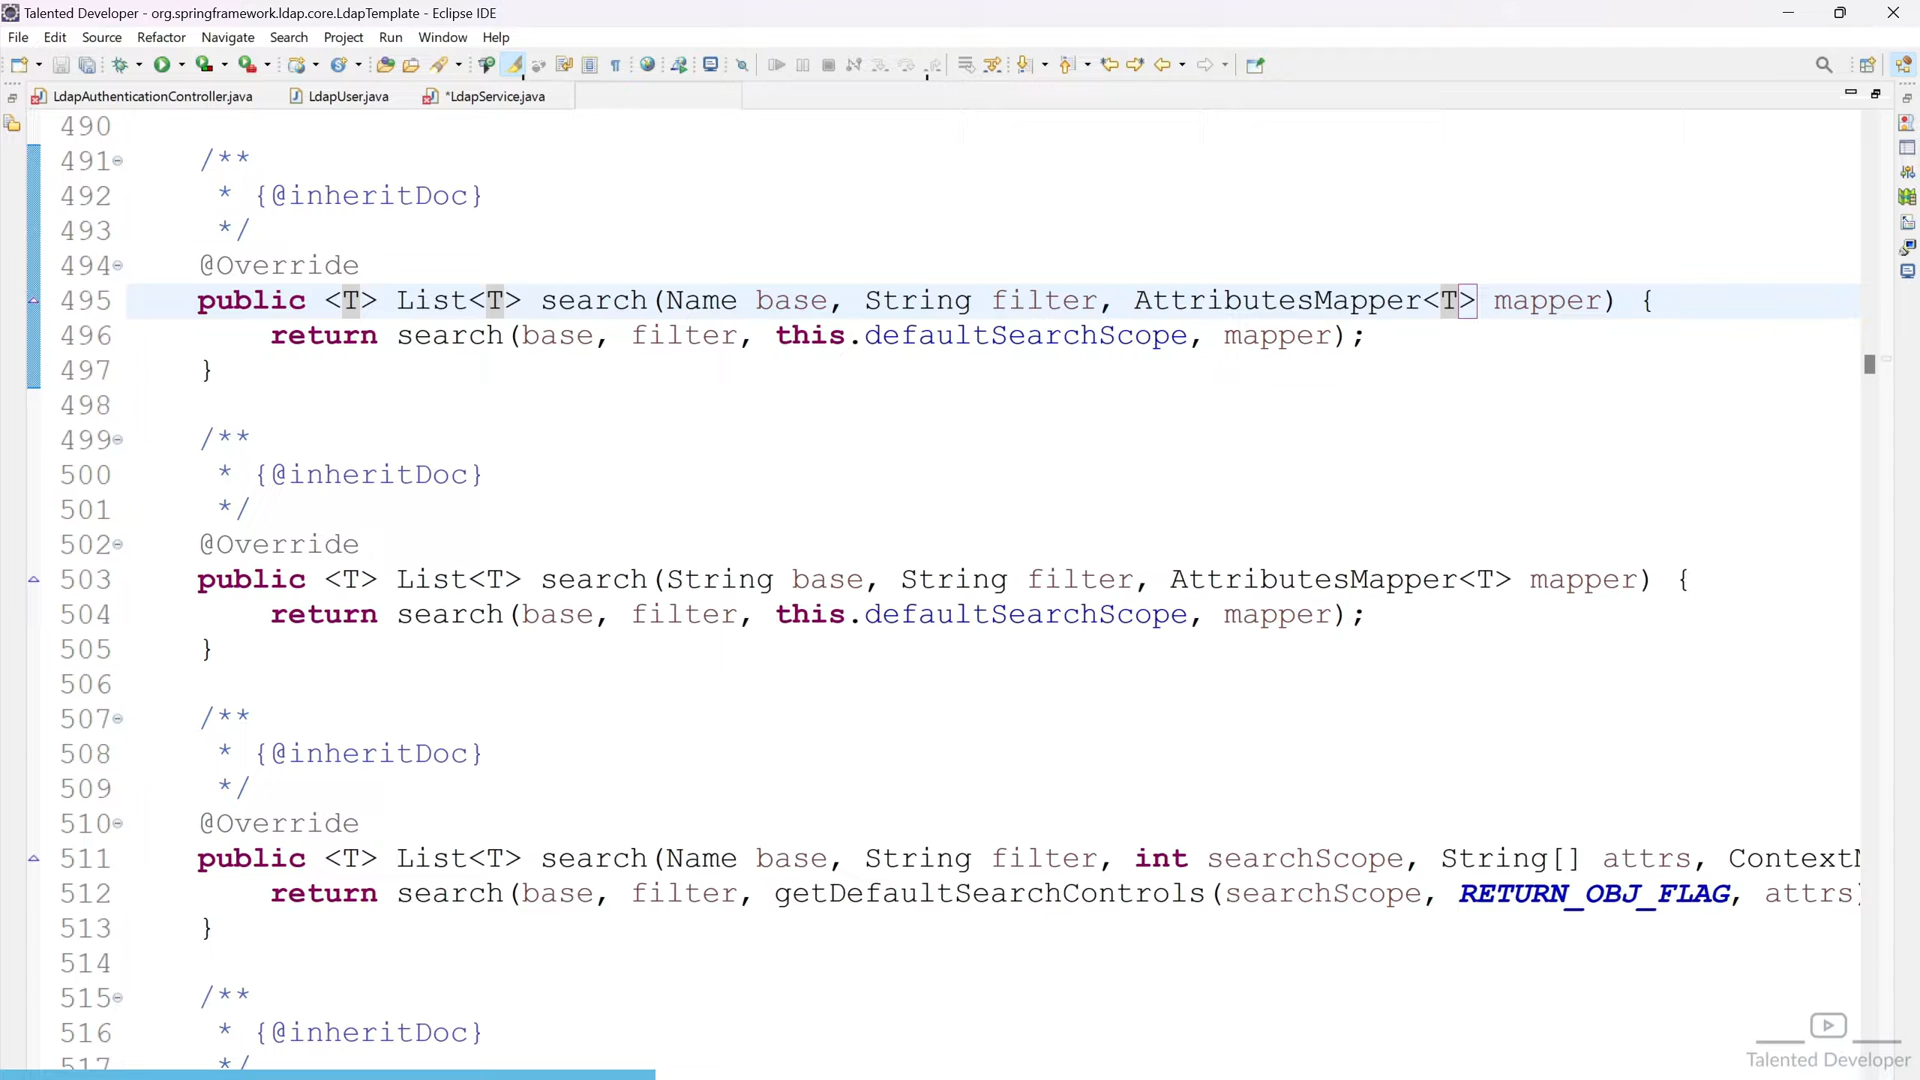 Talented Developer - org.springframework.ldap.core.LdapTemplate - Eclipse IDE
File Edit Source Refactor Navigate Search Project Run Window Help
LdapAuthenticationController.java LdapUser.java *LdapService.java
490
491 /**
492 * {@inheritDoc}
493 */
494 @Override
495 public <T> List<T> search(Name base, String filter, AttributesMapper<T> mapper) {
496 return search(base, filter, this.defaultSearchScope, mapper);
497 }
498
499 /**
500 * {@inheritDoc}
501 */
502 @Override
503 public <T> List<T> search(String base, String filter, AttributesMapper<T> mapper) {
504 return search(base, filter, this.defaultSearchScope, mapper);
505 }
506
507 /**
508 * {@inheritDoc}
509 */
510 @Override
511 public <T> List<T> search(Name base, String filter, int searchScope, String[] attrs, Context
512 return search(base, filter, getDefaultSearchControls(searchScope, RETURN_OBJ_FLAG, attrs)
513 }
514
515 /**
516 * {@inheritDoc}
517 */
Talented Developer